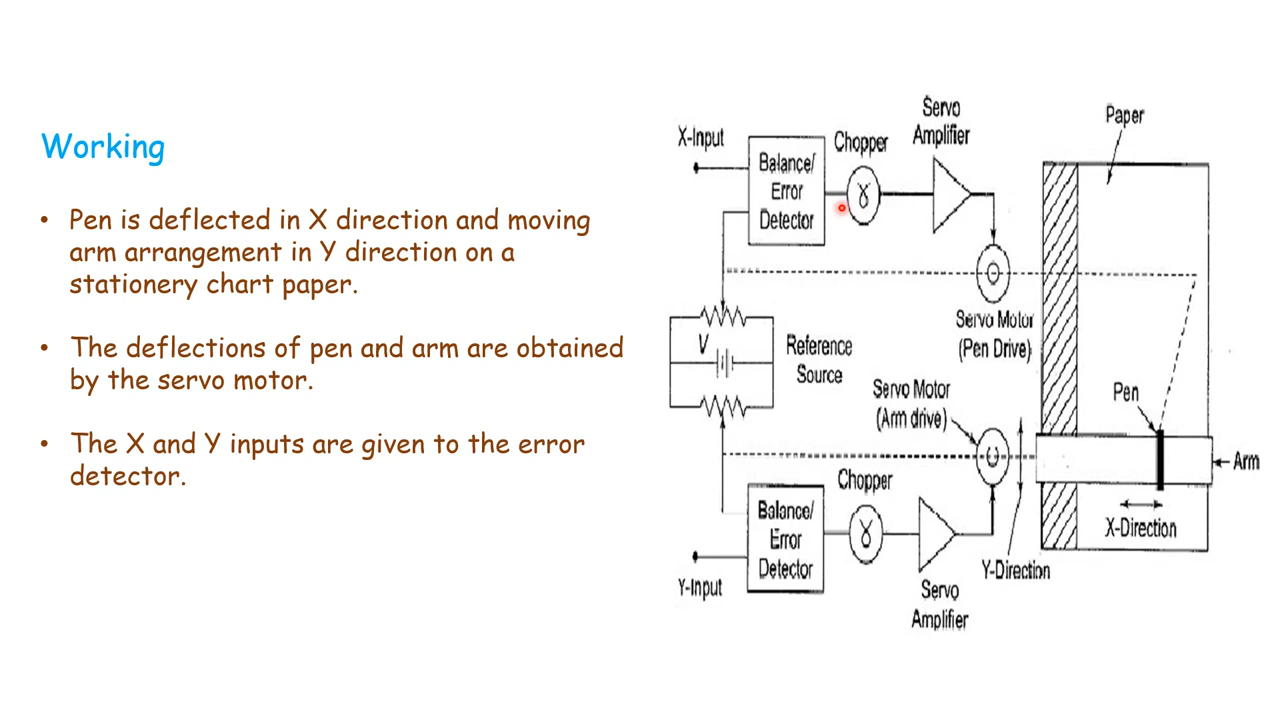 Working
• Pen is deflected in X direction and moving
arm arrangement in Y direction on a
stationery chart paper.
• The deflections of pen and arm are obtained
by the servo motor.
• The X and Y inputs are given to the error
detector.
X-Input
Balance/
Error
Detector
Chopper
Servo
Amplifier
Paper
Servo Motor
(Pen Drive)
V
Reference
Source
Servo Motor
(Arm drive)
Pen
Arm
X-Direction
Y-Direction
Chopper
Balance/
Error
Detector
Y-Input
Servo
Amplifier